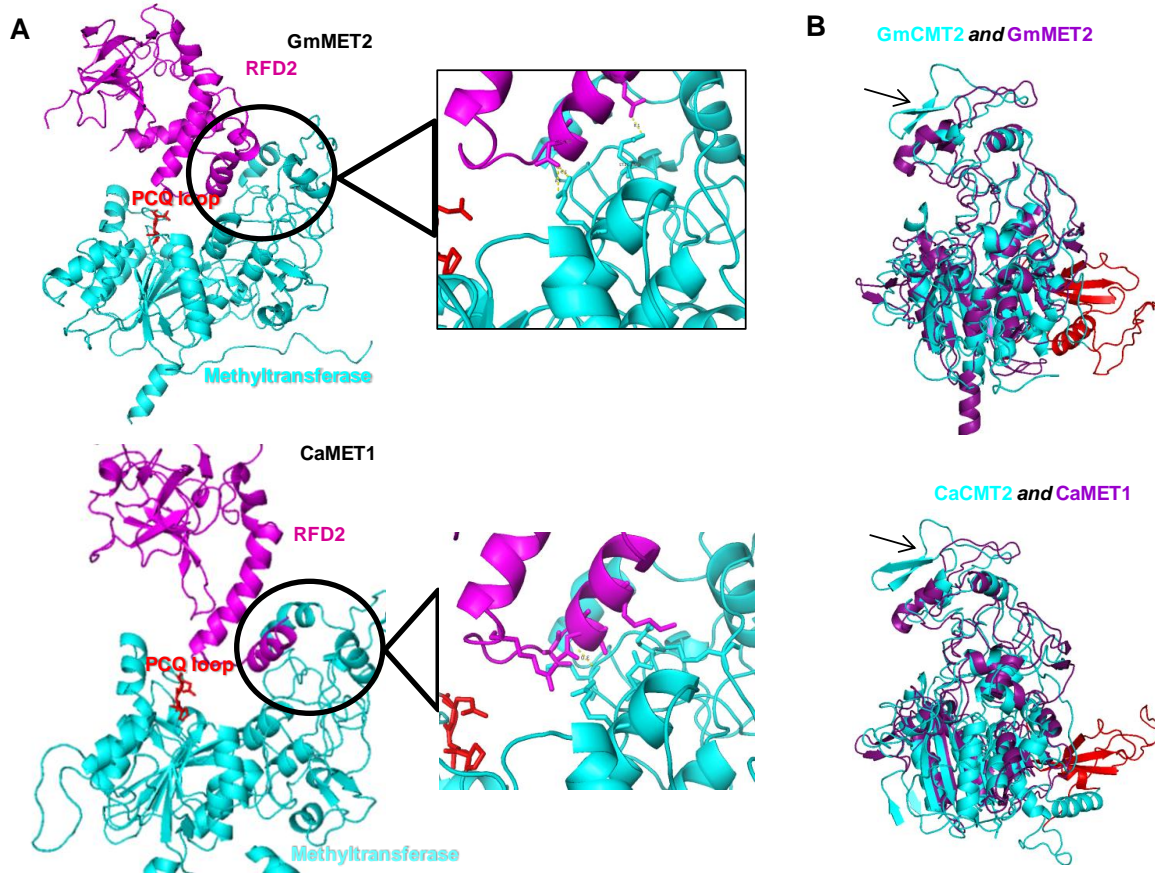 A
GmMET2
RFD2
PCQ loop
Methyltransferase
CaMET1
RFD2
PCQ loop
Methyltransferase
B
GmCMT2 and GmMET2
CaCMT2 and CaMET1